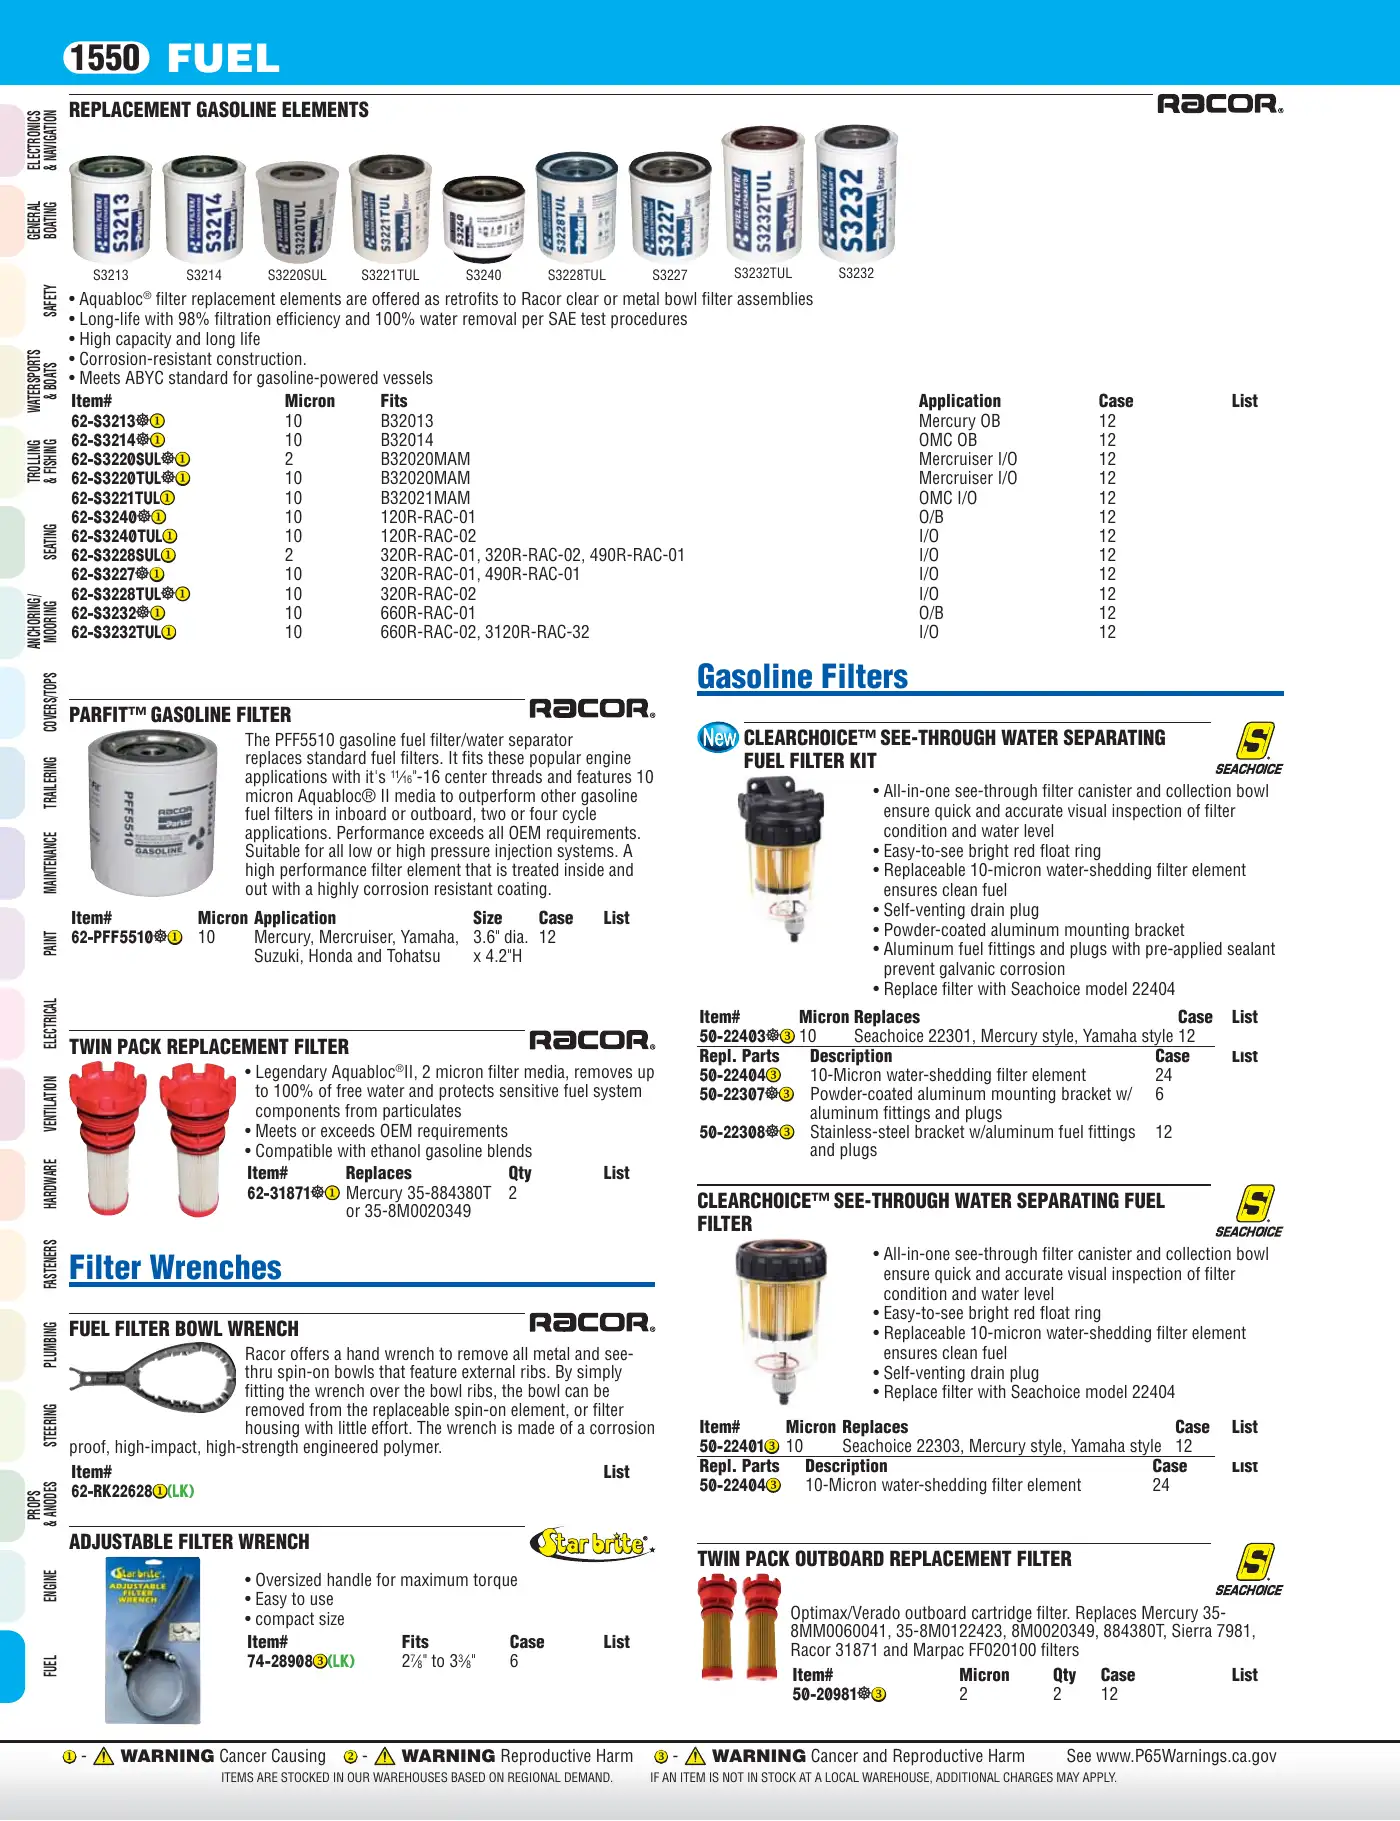 1550 FUEL
ELECTRONICS & NAVIGATION
GENERAL BOATING
SAFETY
WATERSPORTS & BOATS
TROLLING & FISHING
SEATING
ANCHORING/ MOORING
COVERS/TOPS
TRAILERING
MAINTENANCE
PAINT
ELECTRICAL
VENTILATION
HARDWARE
FASTENERS
PLUMBING
STEERING
PROPS & ANODES
ENGINE
FUEL
REPLACEMENT GASOLINE ELEMENTS
RACOR®
S3213 S3214 S3220SUL S3221TUL S3240 S3228TUL S3227 S3232TUL S3232
• Aquabloc® filter replacement elements are offered as retrofits to Racor clear or metal bowl filter assemblies
• Long-life with 98% filtration efficiency and 100% water removal per SAE test procedures
• High capacity and long life
• Corrosion-resistant construction.
• Meets ABYC standard for gasoline-powered vessels
Item# Micron Fits Application Case List
62-S3213☸① 10 B32013 Mercury OB 12
62-S3214☸① 10 B32014 OMC OB 12
62-S3220SUL☸① 2 B32020MAM Mercruiser I/O 12
62-S3220TUL☸① 10 B32020MAM Mercruiser I/O 12
62-S3221TUL① 10 B32021MAM OMC I/O 12
62-S3240☸① 10 120R-RAC-01 O/B 12
62-S3240TUL① 10 120R-RAC-02 I/O 12
62-S3228SUL① 2 320R-RAC-01, 320R-RAC-02, 490R-RAC-01 I/O 12
62-S3227☸① 10 320R-RAC-01, 490R-RAC-01 I/O 12
62-S3228TUL☸① 10 320R-RAC-02 I/O 12
62-S3232☸① 10 660R-RAC-01 O/B 12
62-S3232TUL① 10 660R-RAC-02, 3120R-RAC-32 I/O 12
PARFIT™ GASOLINE FILTER
RACOR®
The PFF5510 gasoline fuel filter/water separator
replaces standard fuel filters. It fits these popular engine
applications with it's 11⁄16"-16 center threads and features 10
micron Aquabloc® II media to outperform other gasoline
fuel filters in inboard or outboard, two or four cycle
applications. Performance exceeds all OEM requirements.
Suitable for all low or high pressure injection systems. A
high performance filter element that is treated inside and
out with a highly corrosion resistant coating.
Item# Micron Application Size Case List
62-PFF5510☸① 10 Mercury, Mercruiser, Yamaha, 3.6" dia. 12
Suzuki, Honda and Tohatsu x 4.2"H
TWIN PACK REPLACEMENT FILTER
RACOR®
• Legendary Aquabloc®II, 2 micron filter media, removes up
to 100% of free water and protects sensitive fuel system
components from particulates
• Meets or exceeds OEM requirements
• Compatible with ethanol gasoline blends
Item# Replaces Qty List
62-31871☸① Mercury 35-884380T 2
or 35-8M0020349
Filter Wrenches
FUEL FILTER BOWL WRENCH
RACOR®
Racor offers a hand wrench to remove all metal and see-
thru spin-on bowls that feature external ribs. By simply
fitting the wrench over the bowl ribs, the bowl can be
removed from the replaceable spin-on element, or filter
housing with little effort. The wrench is made of a corrosion
proof, high-impact, high-strength engineered polymer.
Item# List
62-RK22628①(LK)
ADJUSTABLE FILTER WRENCH
Star brite®
• Oversized handle for maximum torque
• Easy to use
• compact size
Item# Fits Case List
74-28908③(LK) 2⅞" to 3⅜" 6
Gasoline Filters
New CLEARCHOICE™ SEE-THROUGH WATER SEPARATING
FUEL FILTER KIT
SEACHOICE
• All-in-one see-through filter canister and collection bowl
ensure quick and accurate visual inspection of filter
condition and water level
• Easy-to-see bright red float ring
• Replaceable 10-micron water-shedding filter element
ensures clean fuel
• Self-venting drain plug
• Powder-coated aluminum mounting bracket
• Aluminum fuel fittings and plugs with pre-applied sealant
prevent galvanic corrosion
• Replace filter with Seachoice model 22404
Item# Micron Replaces Case List
50-22403☸③ 10 Seachoice 22301, Mercury style, Yamaha style 12
Repl. Parts Description Case List
50-22404③ 10-Micron water-shedding filter element 24
50-22307☸③ Powder-coated aluminum mounting bracket w/ 6
aluminum fittings and plugs
50-22308☸③ Stainless-steel bracket w/aluminum fuel fittings 12
and plugs
CLEARCHOICE™ SEE-THROUGH WATER SEPARATING FUEL
FILTER
SEACHOICE
• All-in-one see-through filter canister and collection bowl
ensure quick and accurate visual inspection of filter
condition and water level
• Easy-to-see bright red float ring
• Replaceable 10-micron water-shedding filter element
ensures clean fuel
• Self-venting drain plug
• Replace filter with Seachoice model 22404
Item# Micron Replaces Case List
50-22401③ 10 Seachoice 22303, Mercury style, Yamaha style 12
Repl. Parts Description Case List
50-22404③ 10-Micron water-shedding filter element 24
TWIN PACK OUTBOARD REPLACEMENT FILTER
SEACHOICE
Optimax/Verado outboard cartridge filter. Replaces Mercury 35-
8MM0060041, 35-8M0122423, 8M0020349, 884380T, Sierra 7981,
Racor 31871 and Marpac FF020100 filters
Item# Micron Qty Case List
50-20981☸③ 2 2 12
① - ⚠ WARNING Cancer Causing ② - ⚠ WARNING Reproductive Harm ③ - ⚠ WARNING Cancer and Reproductive Harm See www.P65Warnings.ca.gov
ITEMS ARE STOCKED IN OUR WAREHOUSES BASED ON REGIONAL DEMAND. IF AN ITEM IS NOT IN STOCK AT A LOCAL WAREHOUSE, ADDITIONAL CHARGES MAY APPLY.